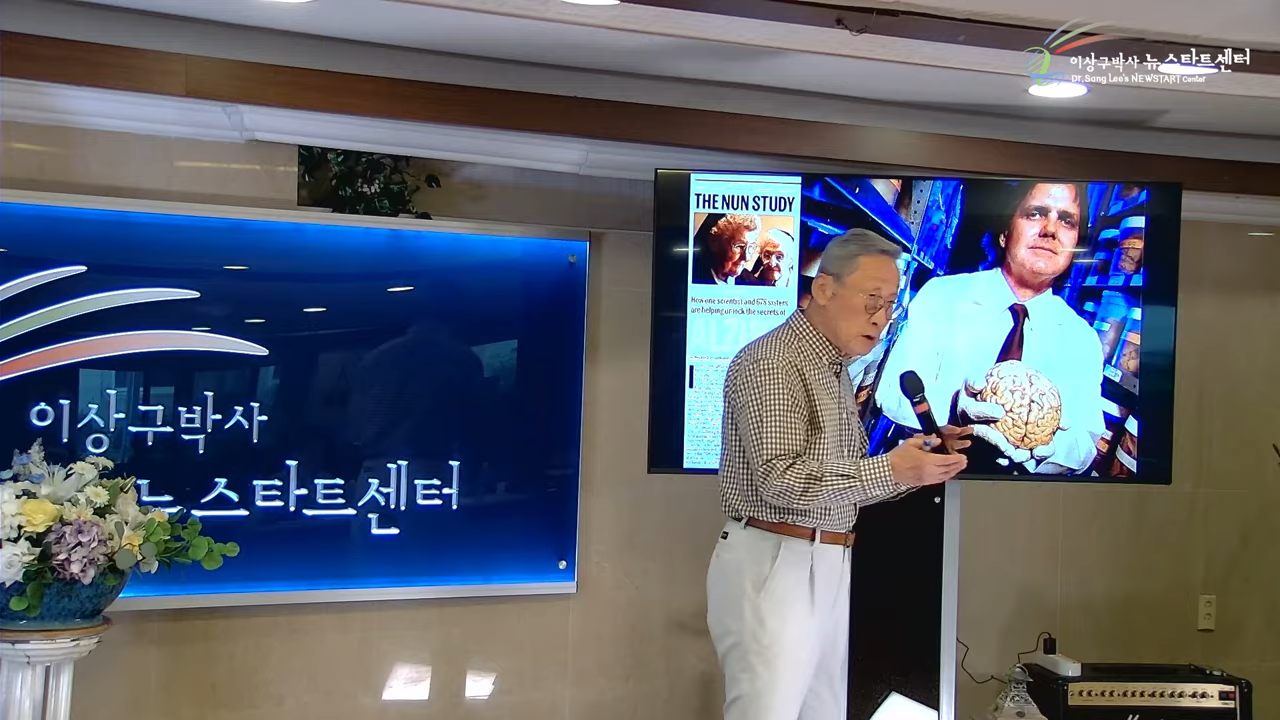 이상구박사 뉴스타트센터
Dr. Sang Lee's NEWSTART Center
THE NUN STUDY
How one scientist and 678 sisters
are helping unlock the secrets of
이상구박사
뉴스타트센터